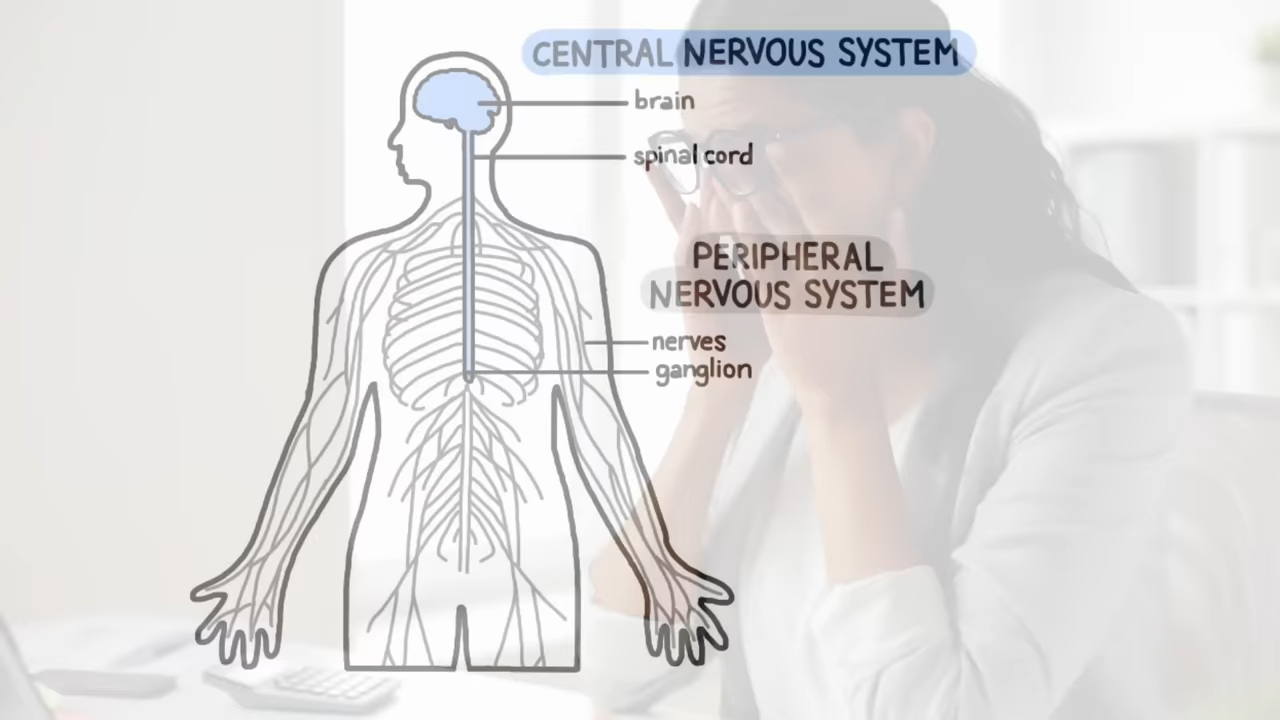 CENTRAL NERVOUS SYSTEM
brain
spinal cord
PERIPHERAL
NERVOUS SYSTEM
nerves
ganglion